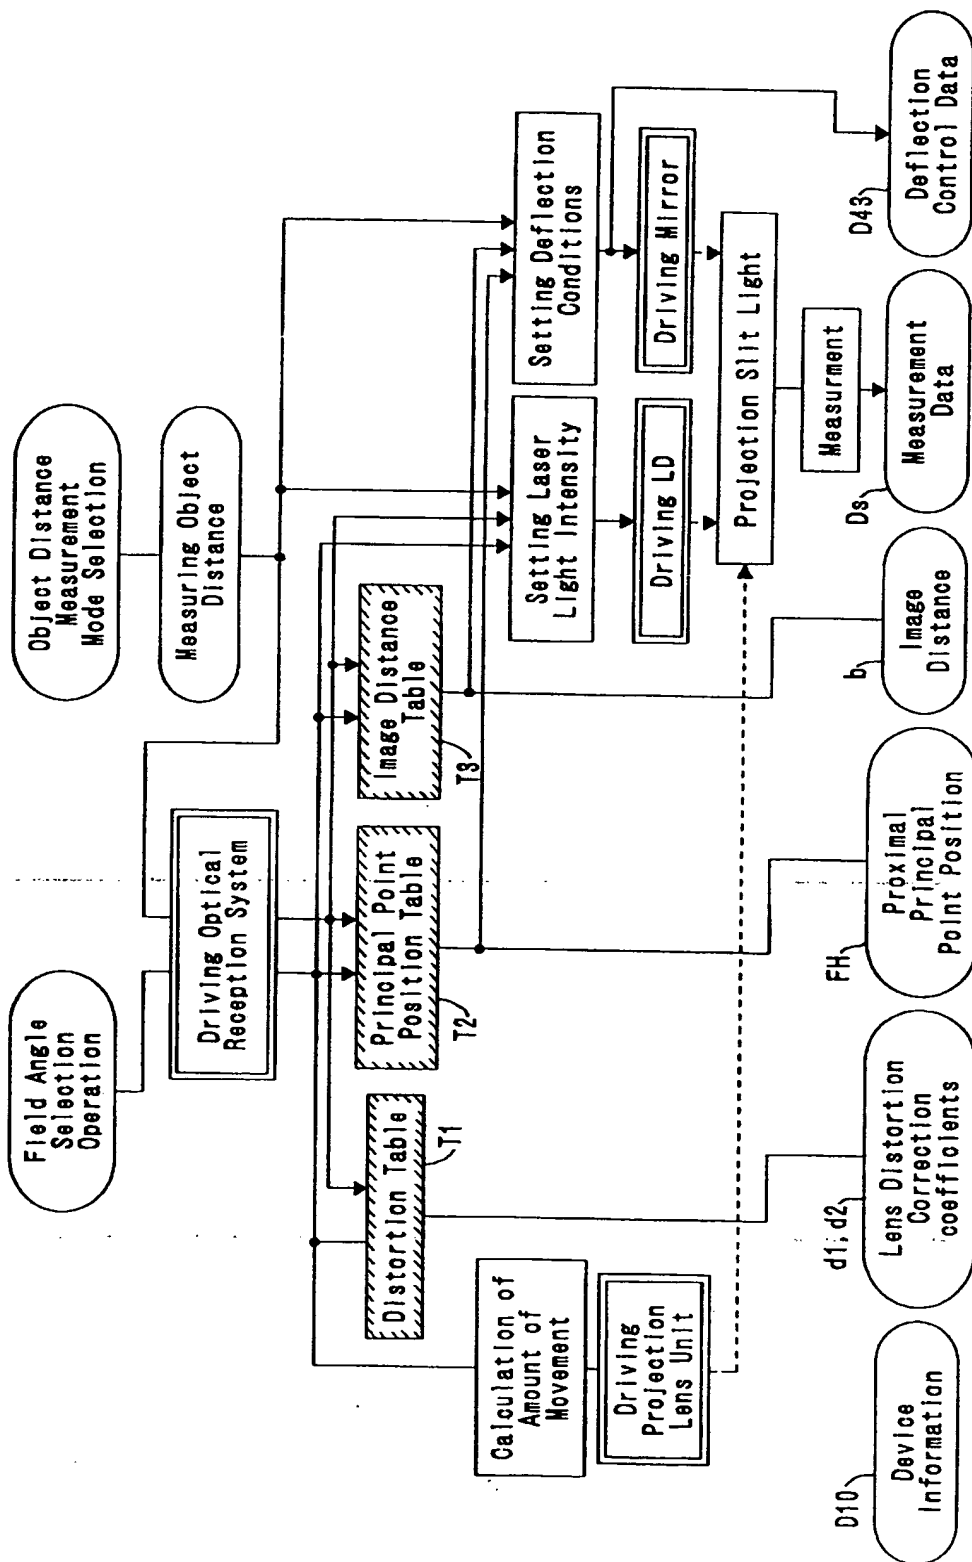 Field Angle
Selection
Operation
Object Distance
Measurement
Mode Selection
Driving Optical
Reception System
Measuring Object
Distance
Distortion Table
T1
Principal Point
Position Table
T2
Image Distance
Table
T3
Calculation of
Amount of
Movement
Setting Laser
Light Intensity
Setting Deflection
Conditions
Driving
Projection
Lens Unit
Driving LD
Driving Mirror
Projection Slit Light
Measurment
D10
Device
Information
d1,d2
Lens Distortion
Correction
coefficients
FH
Proximal
Principal
Point Position
b
Image
Distance
Ds
Measurement
Data
D43
Deflection
Control Data